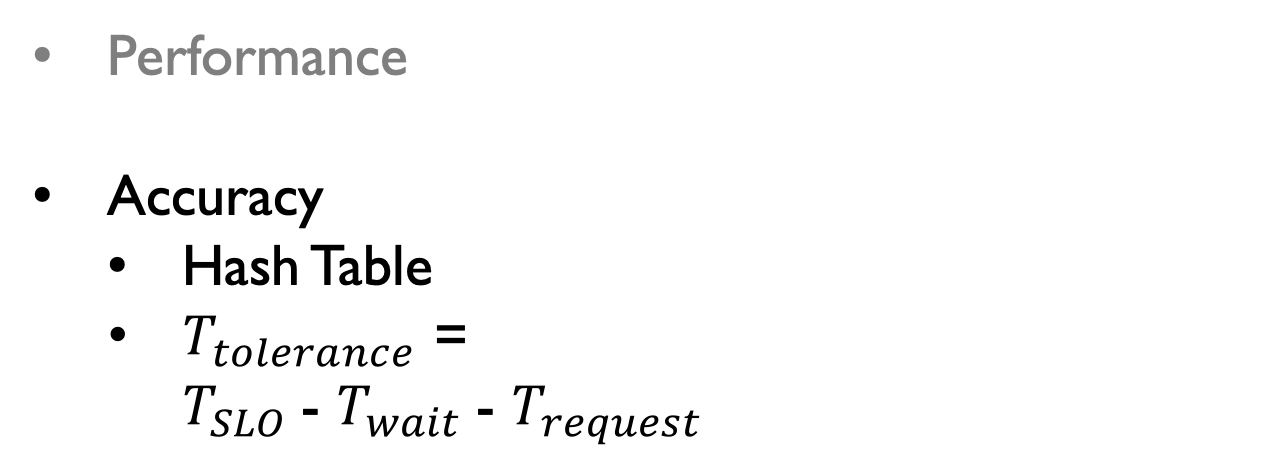 • Performance
• Accuracy
• Hash Table
• T_tolerance =
T_SLO - T_wait - T_request